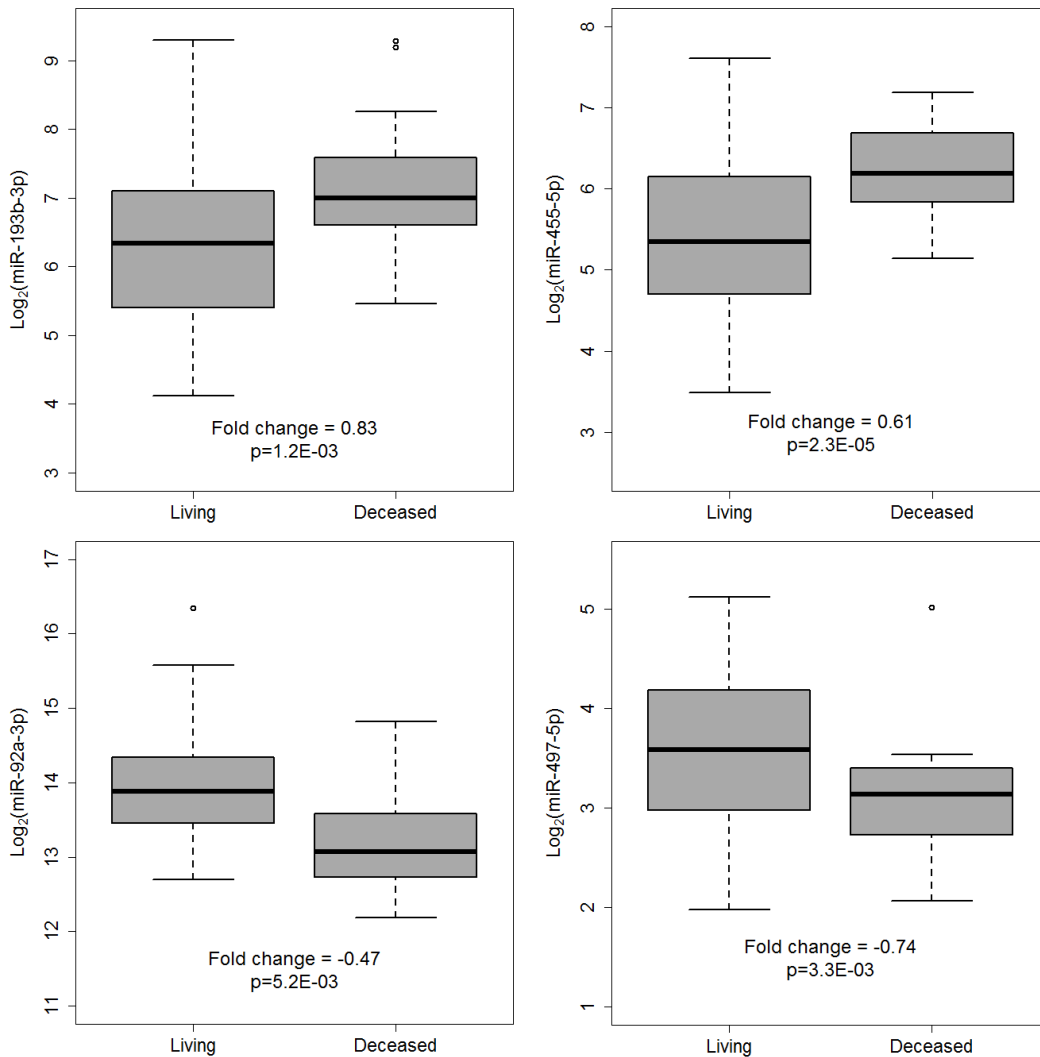 Log₂(miR-193b-3p)
9
8
7
6
5
4
3
Fold change = 0.83
p=1.2E-03
Living Deceased
Log₂(miR-455-5p)
8
7
6
5
4
3
Fold change = 0.61
p=2.3E-05
Living Deceased
Log₂(miR-92a-3p)
17
16
15
14
13
12
11
Fold change = -0.47
p=5.2E-03
Living Deceased
Log₂(miR-497-5p)
5
4
3
2
1
Fold change = -0.74
p=3.3E-03
Living Deceased